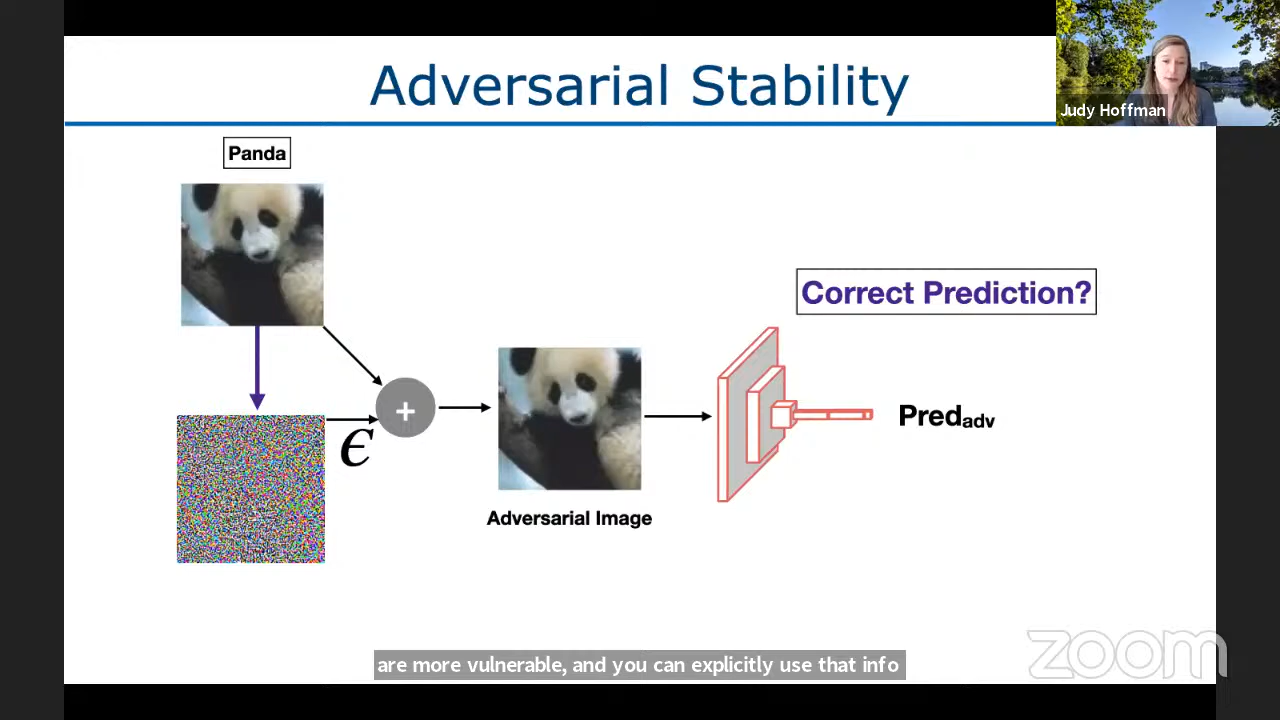 Adversarial Stability
Judy Hoffman
Panda
Correct Prediction?
+
ϵ
Predadv
Adversarial Image
are more vulnerable, and you can explicitly use that info
zoom